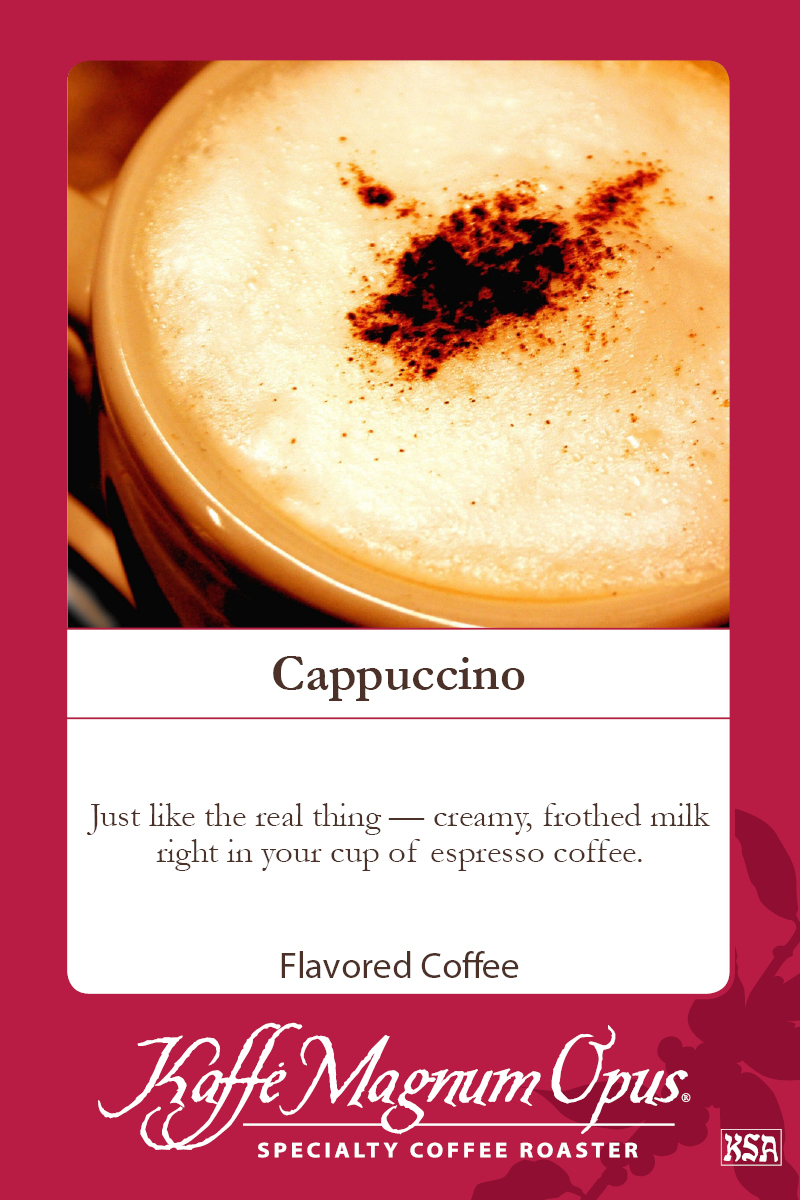 Cappuccino
Just like the real thing — creamy, frothed milk
right in your cup of espresso coffee.
Flavored Coffee
Kaffé Magnum Opus®
SPECIALTY COFFEE ROASTER
KSA